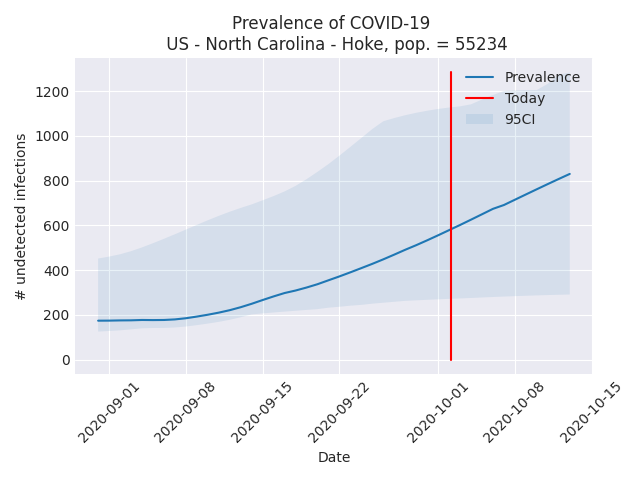 Prevalence of COVID-19
US - North Carolina - Hoke, pop. = 55234
Prevalence
Today
95CI
1200
1000
800
600
400
200
0
# undetected infections
2020-09-01
2020-09-08
2020-09-15
2020-09-22
2020-10-01
2020-10-08
2020-10-15
Date